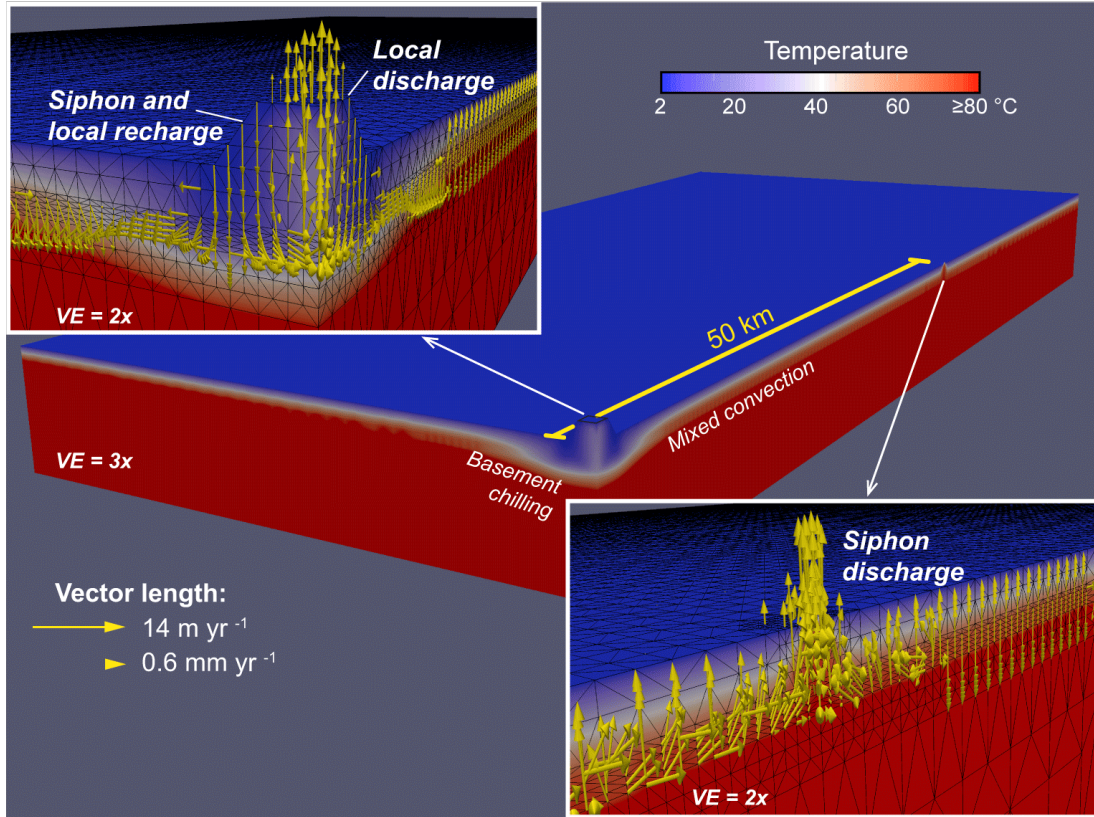 Siphon and
local recharge
Local
discharge
VE = 2x
Temperature
2 20 40 60 ≥80 °C
50 km
Mixed convection
Basement
chilling
VE = 3x
Vector length:
14 m yr⁻¹
0.6 mm yr⁻¹
Siphon
discharge
VE = 2x